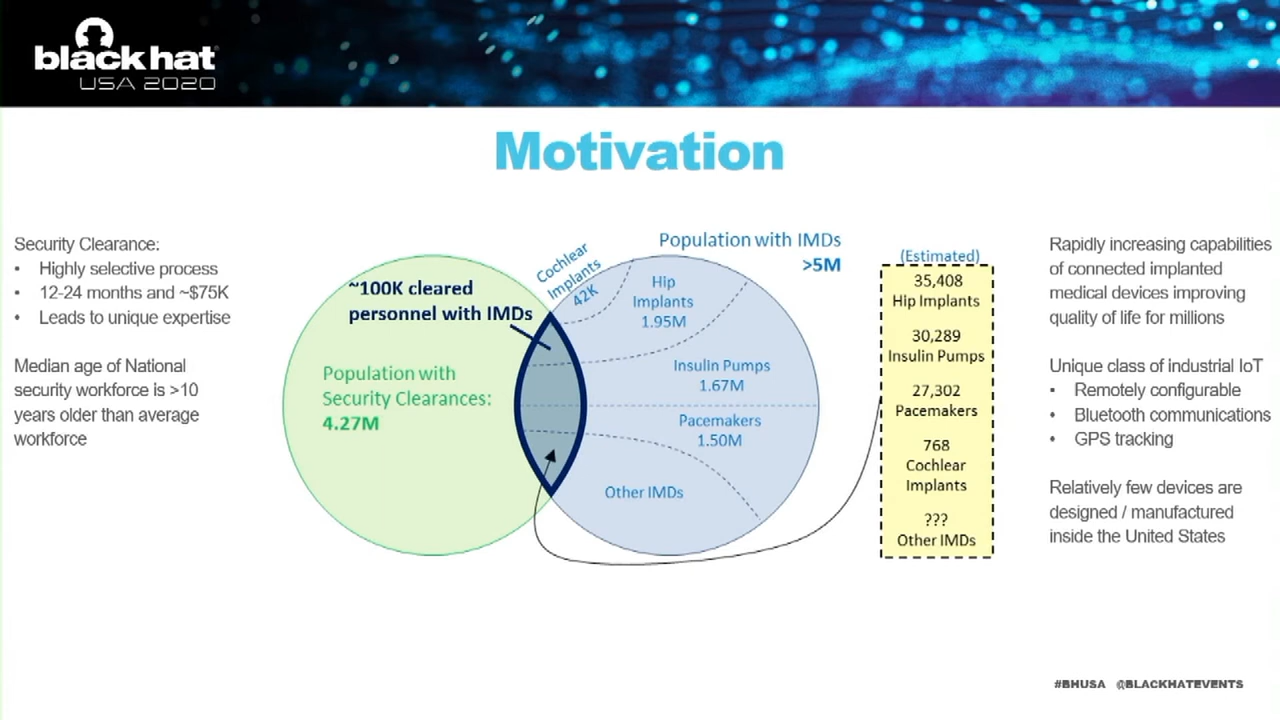 black hat
USA 2020
Motivation
Security Clearance:
• Highly selective process
• 12-24 months and ~$75K
• Leads to unique expertise
Median age of National
security workforce is >10
years older than average
workforce
~100K cleared
personnel with IMDs
Population with
Security Clearances:
4.27M
Cochlear
Implants
42K
Population with IMDs
>5M
Hip
Implants
1.95M
Insulin Pumps
1.67M
Pacemakers
1.50M
Other IMDs
(Estimated)
35,408
Hip Implants
30,289
Insulin Pumps
27,302
Pacemakers
768
Cochlear
Implants
???
Other IMDs
Rapidly increasing capabilities
of connected implanted
medical devices improving
quality of life for millions
Unique class of industrial IoT
• Remotely configurable
• Bluetooth communications
• GPS tracking
Relatively few devices are
designed / manufactured
inside the United States
#BHUSA @BLACKHATEVENTS